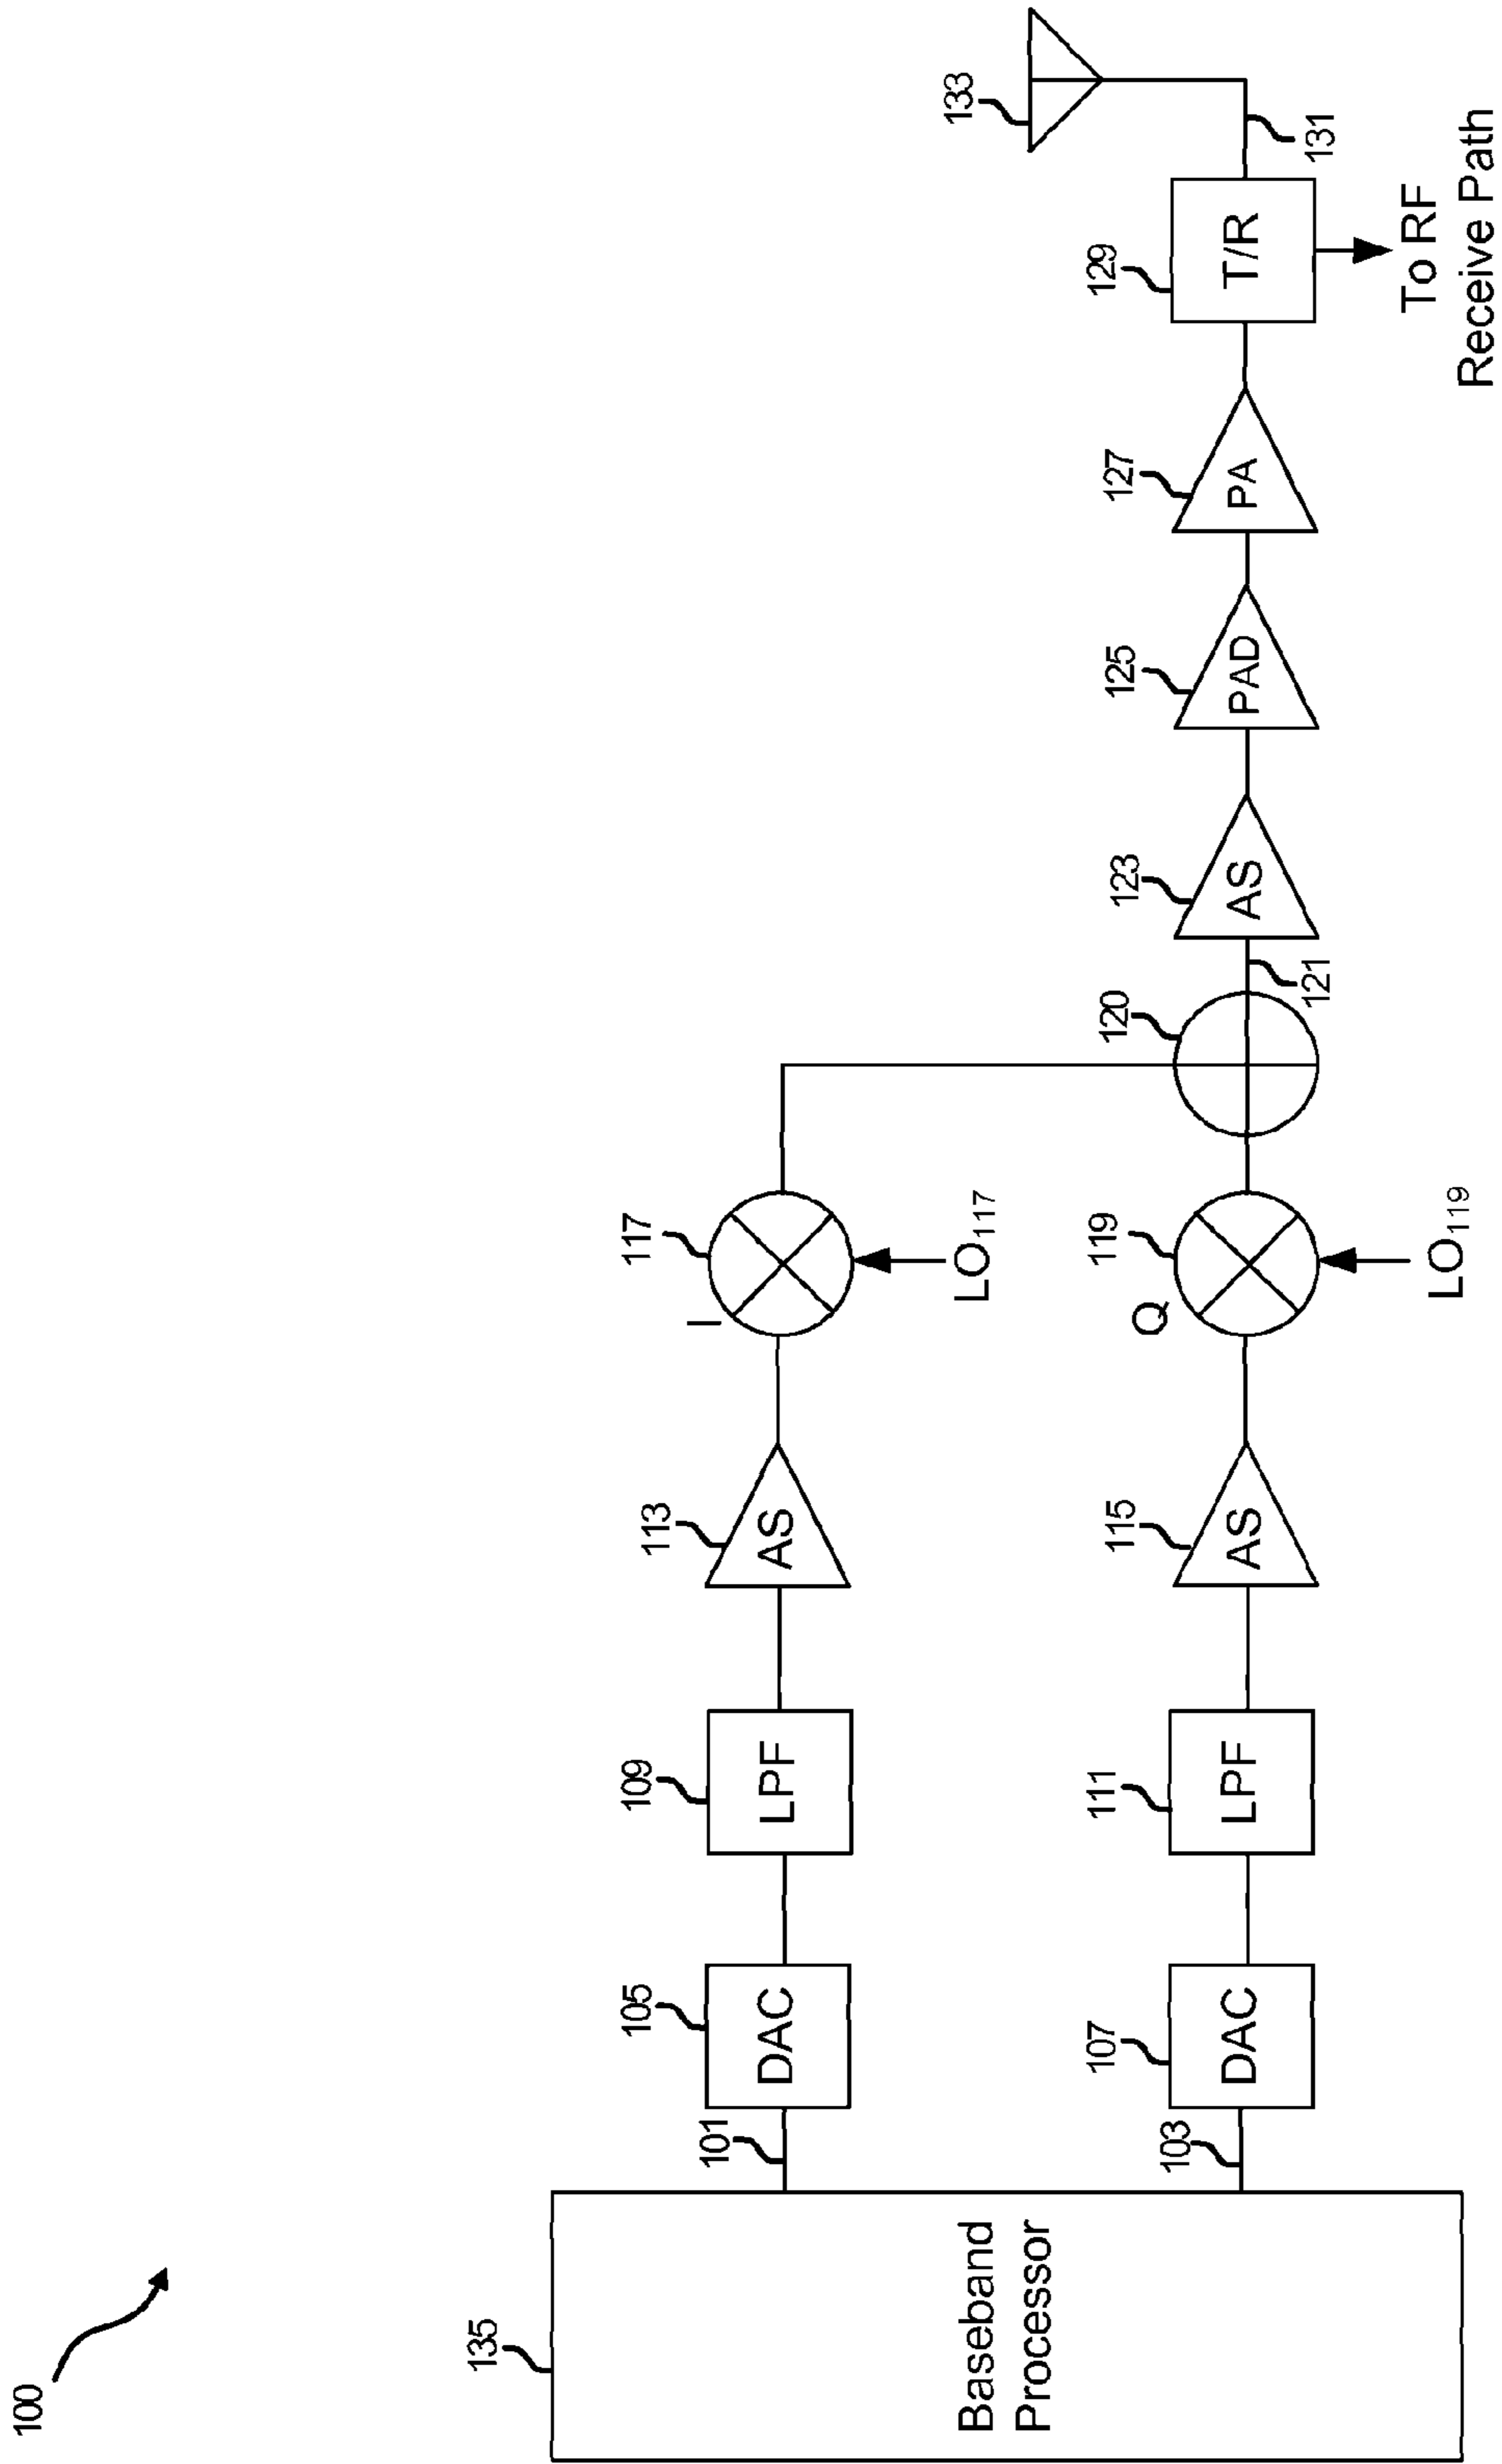 100
135
Baseband
Processor
101
103
105
DAC
107
DAC
109
LPF
111
LPF
113
AS
115
AS
117
I
LO117
119
Q
LO119
120
121
123
AS
125
PAD
127
PA
129
T/R
131
133
To RF
Receive Path